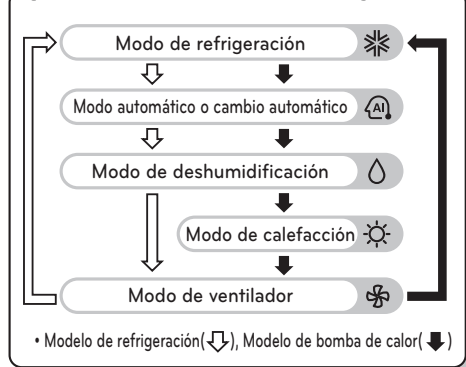 Modo de refrigeración
Modo automático o cambio automático
AI
Modo de deshumidificación
Modo de calefacción
Modo de ventilador
• Modelo de refrigeración( ), Modelo de bomba de calor( )